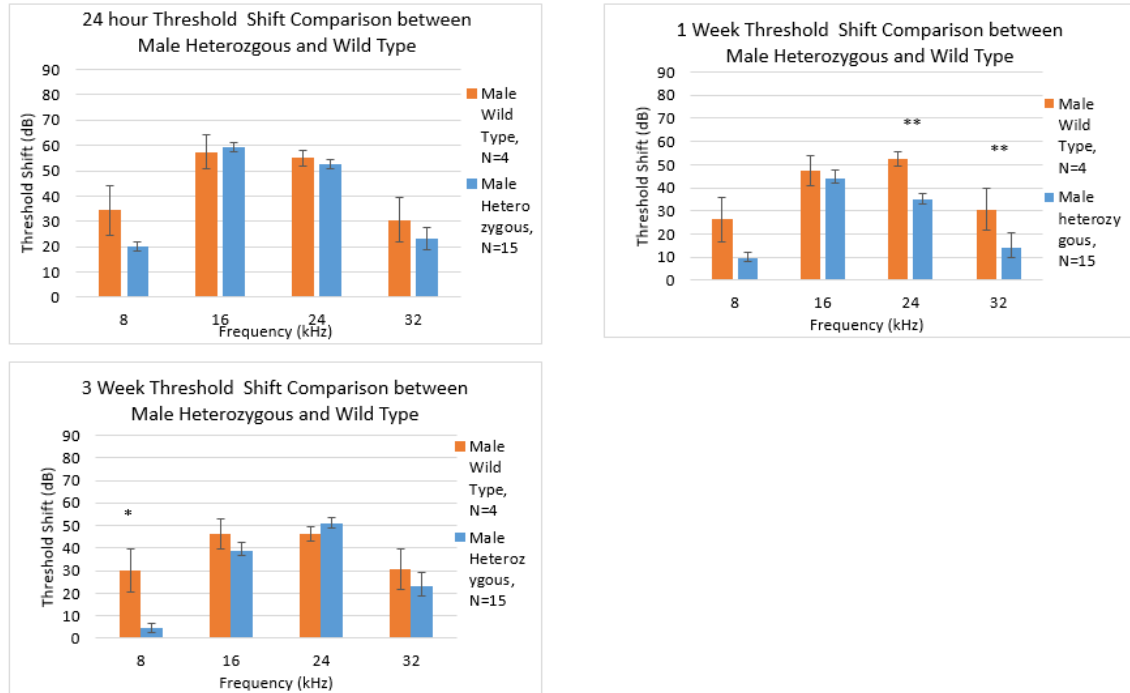 24 hour Threshold Shift Comparison between
Male Heterozgous and Wild Type
90
80
70
60
50
40
30
20
10
0
Threshold Shift (dB)
8
16
24
32
Frequency (kHz)
Male
Wild
Type,
N=4
Male
Hetero
zygous,
N=15
1 Week Threshold Shift Comparison between
Male Heterozygous and Wild Type
90
80
70
60
50
40
30
20
10
0
Threshold Shift (dB)
**
**
8
16
24
32
Frequency (kHz)
Male
Wild
Type,
N=4
Male
heterozy
gous,
N=15
3 Week Threshold Shift Comparison between
Male Heterozygous and Wild Type
90
80
70
60
50
40
30
20
10
0
Threshold Shift (dB)
*
8
16
24
32
Frequency (kHz)
Male
Wild
Type,
N=4
Male
Heteroz
ygous,
N=15